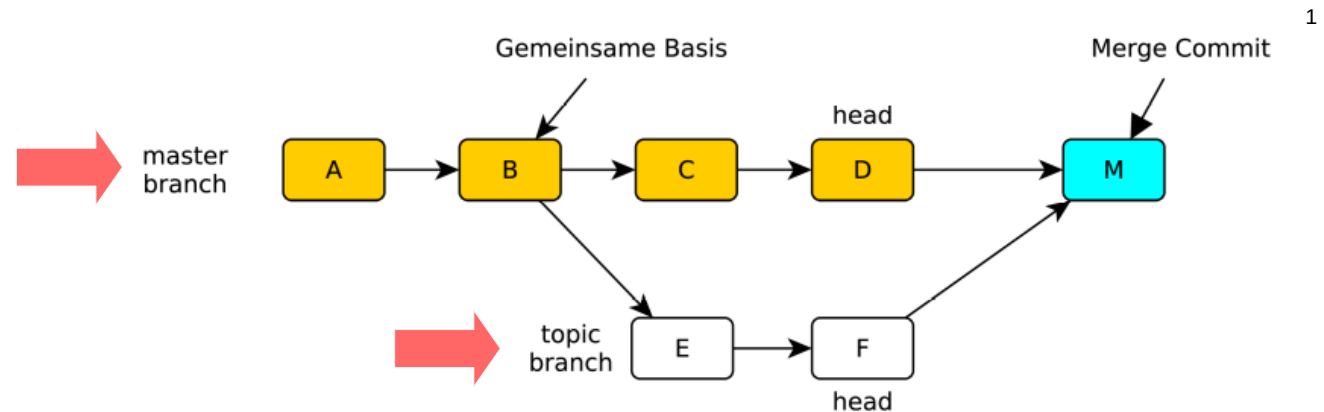 1
Gemeinsame Basis
Merge Commit
head
master
branch
A
B
C
D
M
topic
branch
E
F
head